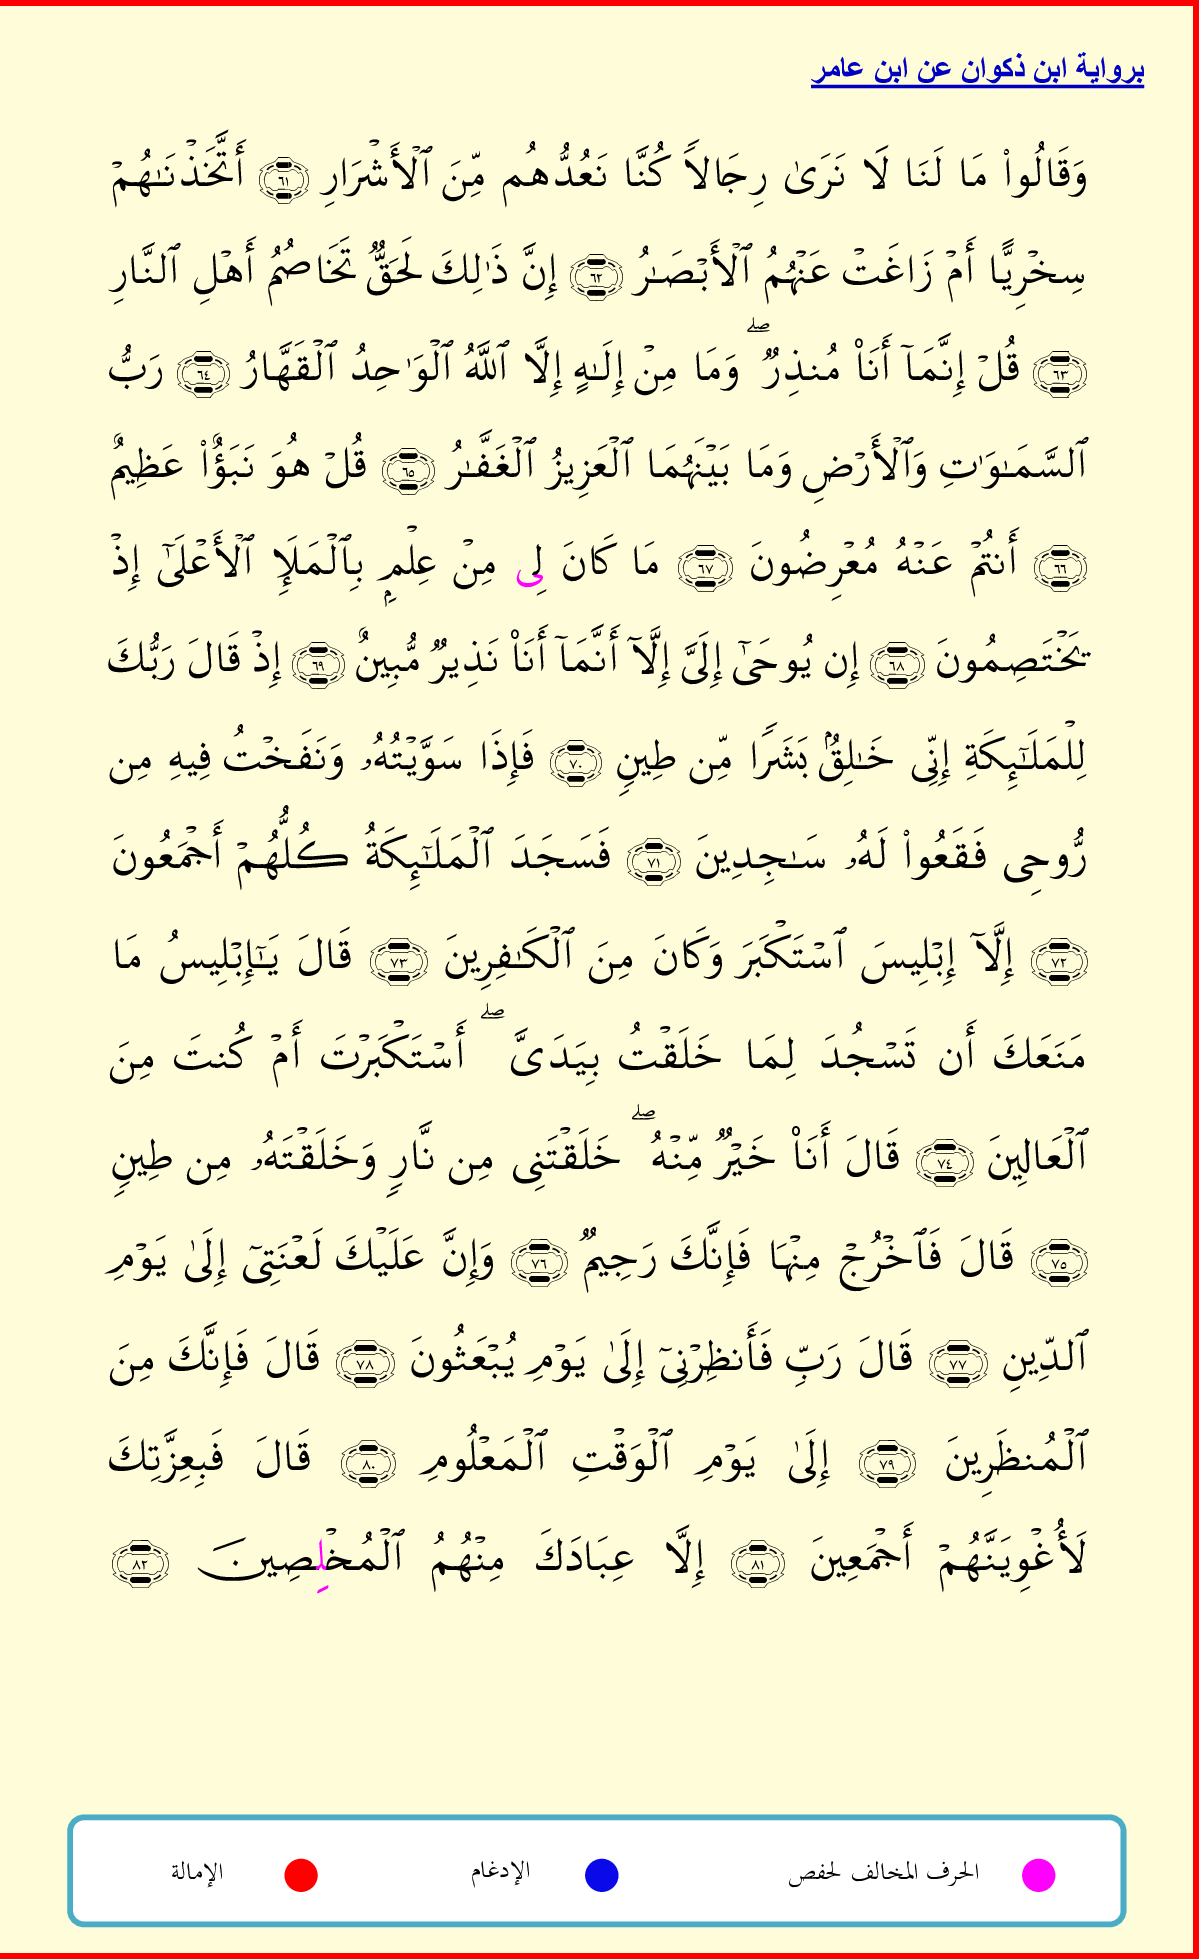 برواية ابن ذكوان عن ابن عامر
وَقَالُوا۟ مَا لَنَا لَا نَرَىٰ رِجَالاً كُنَّا نَعُدُّهُم مِّنَ ٱلْأَشْرَارِ ٦١ أَتَّخَذْنَـٰهُمْ
سِخْرِيًّا أَمْ زَاغَتْ عَنْهُمُ ٱلْأَبْصَـٰرُ ٦٢ إِنَّ ذَٰلِكَ لَحَقٌّ تَخَاصُمُ أَهْلِ ٱلنَّارِ
٦٣ قُلْ إِنَّمَآ أَنَا۠ مُنذِرٌ ۖ وَمَا مِنْ إِلَـٰهٍ إِلَّا ٱللَّهُ ٱلْوَٰحِدُ ٱلْقَهَّارُ ٦٤ رَبُّ
ٱلسَّمَـٰوَٰتِ وَٱلْأَرْضِ وَمَا بَيْنَهُمَا ٱلْعَزِيزُ ٱلْغَفَّـٰرُ ٦٥ قُلْ هُوَ نَبَؤٌا۟ عَظِيمٌ
٦٦ أَنتُمْ عَنْهُ مُعْرِضُونَ ٦٧ مَا كَانَ لِى مِنْ عِلْمٍۭ بِٱلْمَلَإِ ٱلْأَعْلَىٰٓ إِذْ
يَخْتَصِمُونَ ٦٨ إِن يُوحَىٰٓ إِلَىَّ إِلَّآ أَنَّمَآ أَنَا۠ نَذِيرٌ مُّبِينٌ ٦٩ إِذْ قَالَ رَبُّكَ
لِلْمَلَـٰٓئِكَةِ إِنِّى خَـٰلِقٌۢ بَشَرًا مِّن طِينٍ ٧٠ فَإِذَا سَوَّيْتُهُۥ وَنَفَخْتُ فِيهِ مِن
رُّوحِى فَقَعُوا۟ لَهُۥ سَـٰجِدِينَ ٧١ فَسَجَدَ ٱلْمَلَـٰٓئِكَةُ كُلُّهُمْ أَجْمَعُونَ
٧٢ إِلَّآ إِبْلِيسَ ٱسْتَكْبَرَ وَكَانَ مِنَ ٱلْكَـٰفِرِينَ ٧٣ قَالَ يَـٰٓإِبْلِيسُ مَا
مَنَعَكَ أَن تَسْجُدَ لِمَا خَلَقْتُ بِيَدَىَّ ۖ أَسْتَكْبَرْتَ أَمْ كُنتَ مِنَ
ٱلْعَالِينَ ٧٤ قَالَ أَنَا۠ خَيْرٌ مِّنْهُ ۖ خَلَقْتَنِى مِن نَّارٍ وَخَلَقْتَهُۥ مِن طِينٍ
٧٥ قَالَ فَٱخْرُجْ مِنْهَا فَإِنَّكَ رَجِيمٌ ٧٦ وَإِنَّ عَلَيْكَ لَعْنَتِىٓ إِلَىٰ يَوْمِ
ٱلدِّينِ ٧٧ قَالَ رَبِّ فَأَنظِرْنِىٓ إِلَىٰ يَوْمِ يُبْعَثُونَ ٧٨ قَالَ فَإِنَّكَ مِنَ
ٱلْمُنظَرِينَ ٧٩ إِلَىٰ يَوْمِ ٱلْوَقْتِ ٱلْمَعْلُومِ ٨٠ قَالَ فَبِعِزَّتِكَ
لَأُغْوِيَنَّهُمْ أَجْمَعِينَ ٨١ إِلَّا عِبَادَكَ مِنْهُمُ ٱلْمُخْلِصِينَ ٨٢
الحرف المخالف لحفص الإدغام الإمالة